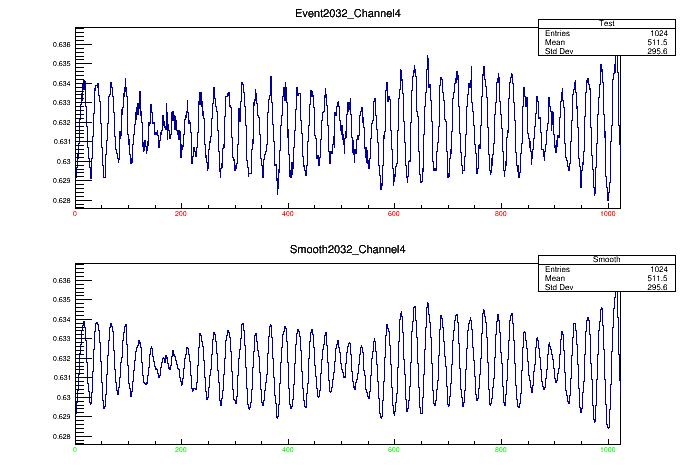 Event2032_Channel4
Test
Entries 1024
Mean 511.5
Std Dev 295.6
0.636
0.635
0.634
0.633
0.632
0.631
0.63
0.629
0.628
0 200 400 600 800 1000
Smooth2032_Channel4
Smooth
Entries 1024
Mean 511.5
Std Dev 295.6
0.636
0.635
0.634
0.633
0.632
0.631
0.63
0.629
0.628
0 200 400 600 800 1000